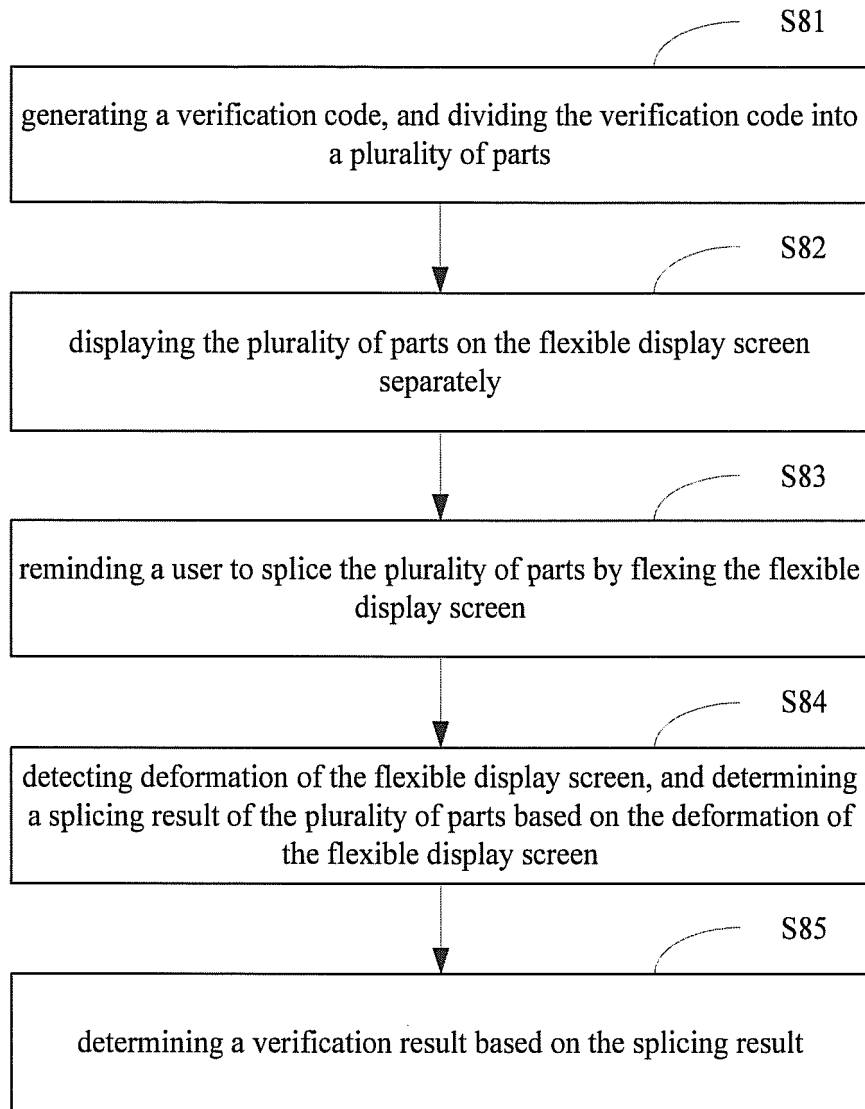 S81
generating a verification code, and dividing the verification code into
a plurality of parts
S82
displaying the plurality of parts on the flexible display screen
separately
S83
reminding a user to splice the plurality of parts by flexing the flexible
display screen
S84
detecting deformation of the flexible display screen, and determining
a splicing result of the plurality of parts based on the deformation of
the flexible display screen
S85
determining a verification result based on the splicing result